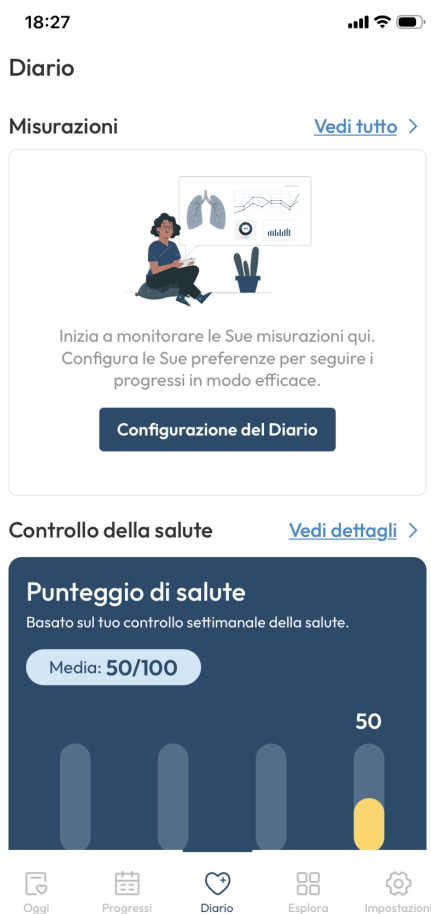 18:27
Diario
Misurazioni
Vedi tutto
Inizia a monitorare le Sue misurazioni qui.
Configura le Sue preferenze per seguire i
progressi in modo efficace.
Configurazione del Diario
Controllo della salute
Vedi dettagli
Punteggio di salute
Basato sul tuo controllo settimanale della salute.
Media: 50/100
50
Oggi
Progressi
Diario
Esplora
Impostazioni